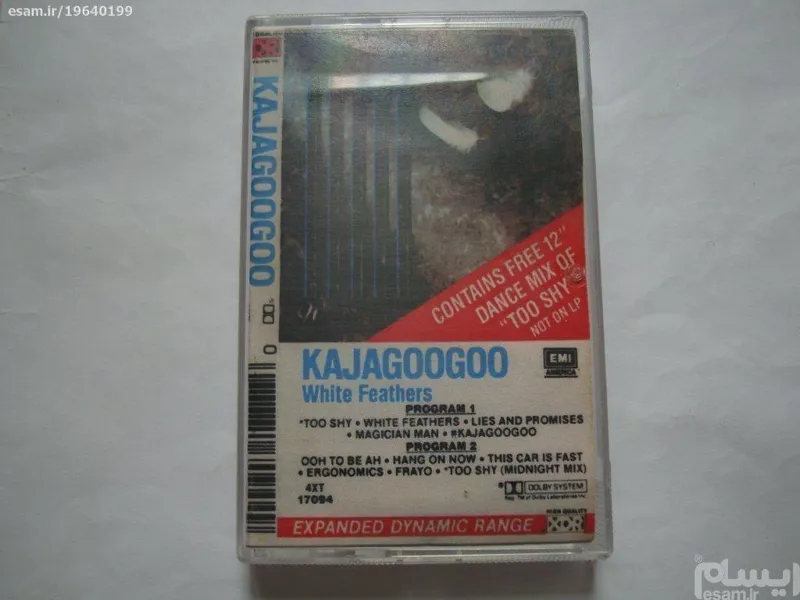 esam.ir/19640199
KAJAGOOGOO
CONTAINS FREE 12"
DANCE MIX OF
"TOO SHY"
NOT ON LP
KAJAGOOGOO
EMI
AMERICA
White Feathers
PROGRAM 1
*TOO SHY • WHITE FEATHERS • LIES AND PROMISES
• MAGICIAN MAN • #KAJAGOOGOO
PROGRAM 2
OOH TO BE AH • HANG ON NOW • THIS CAR IS FAST
• ERGONOMICS • FRAYO • *TOO SHY (MIDNIGHT MIX)
4XT
17094
* DOLBY SYSTEM
EXPANDED DYNAMIC RANGE
HIGH QUALITY
XDR
0
ایسام
esam.ir